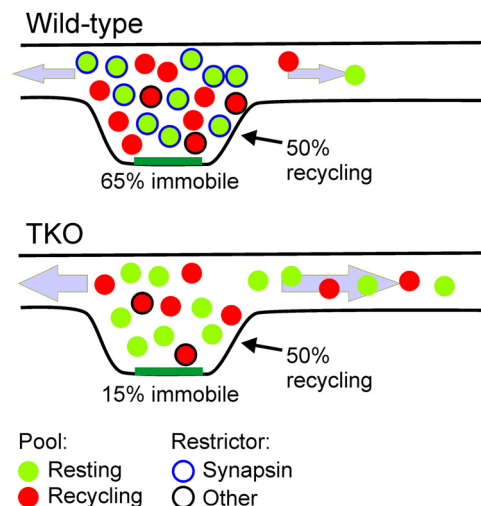 Wild-type
50%
recycling
65% immobile
TKO
50%
recycling
15% immobile
Pool:
Restrictor:
Resting
Synapsin
Recycling
Other